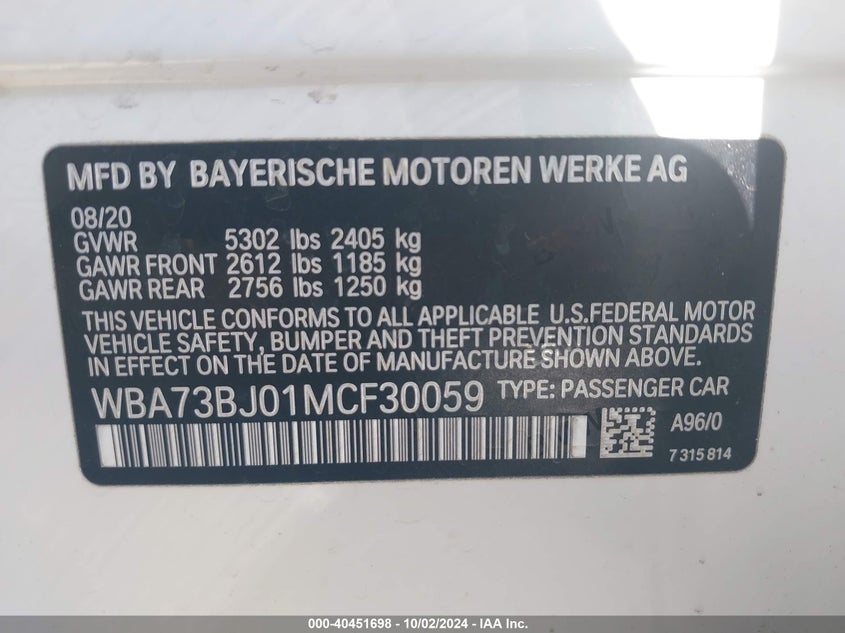 MFD BY BAYERISCHE MOTOREN WERKE AG
08/20
GVWR 5302 lbs 2405 kg
GAWR FRONT 2612 lbs 1185 kg
GAWR REAR 2756 lbs 1250 kg
THIS VEHICLE CONFORMS TO ALL APPLICABLE U.S.FEDERAL MOTOR
VEHICLE SAFETY, BUMPER AND THEFT PREVENTION STANDARDS
IN EFFECT ON THE DATE OF MANUFACTURE SHOWN ABOVE.
WBA73BJ01MCF30059 TYPE: PASSENGER CAR
A96/0
7 315 814
000-40451698 - 10/02/2024 - IAA Inc.